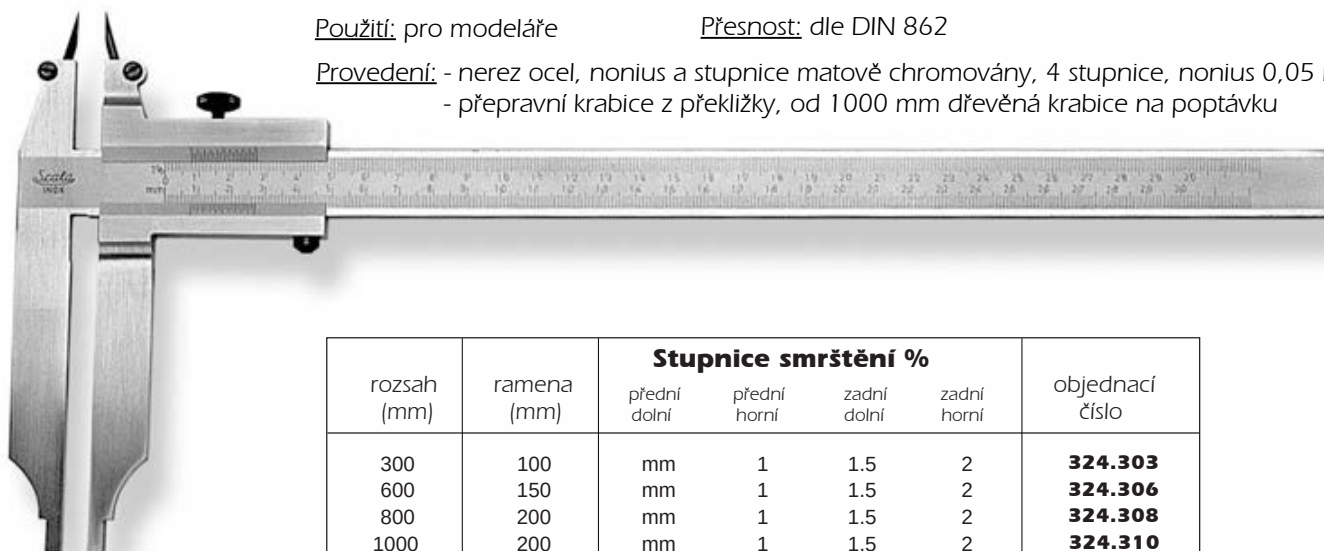 Použití: pro modeláře Přesnost: dle DIN 862
Provedení: - nerez ocel, nonius a stupnice matově chromovány, 4 stupnice, nonius 0,05
- přepravní krabice z překližky, od 1000 mm dřevěná krabice na poptávku
Scala
INOX
mm
rozsah (mm) ramena (mm) Stupnice smrštění % objednací číslo
přední dolní přední horní zadní dolní zadní horní
300 100 mm 1 1.5 2 324.303
600 150 mm 1 1.5 2 324.306
800 200 mm 1 1.5 2 324.308
1000 200 mm 1 1.5 2 324.310